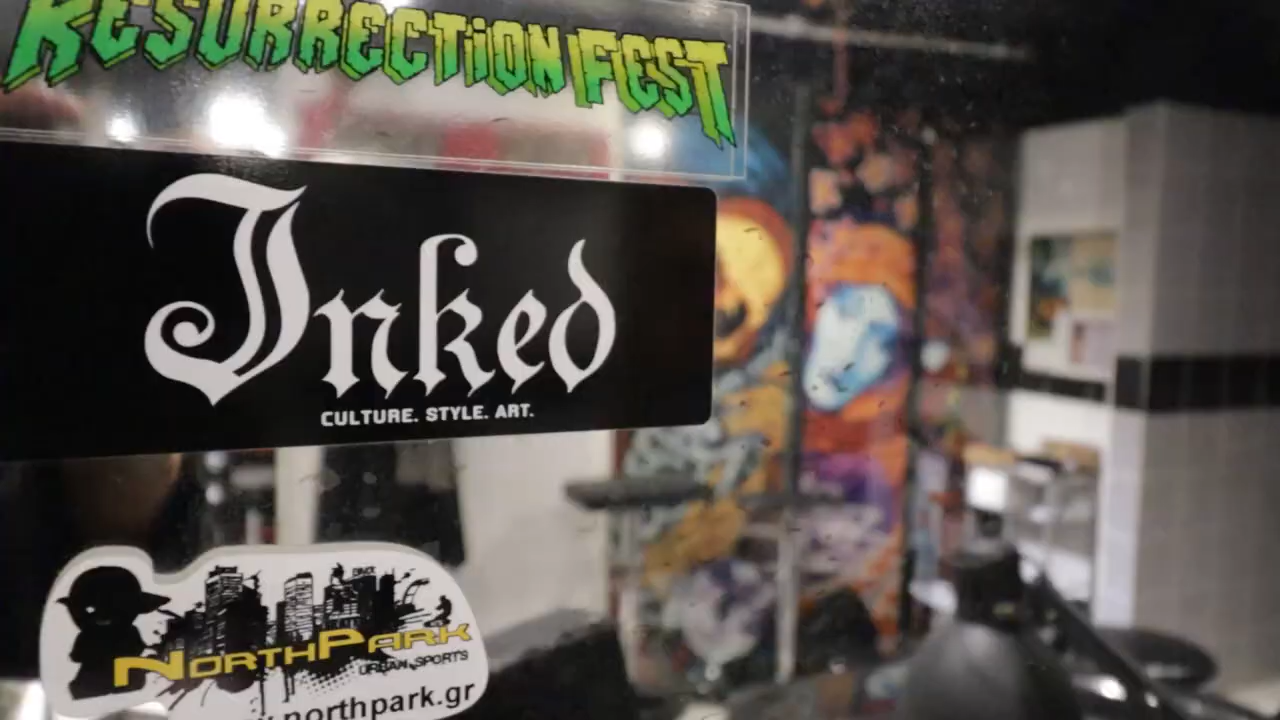 RESURRECTION FEST
Inked
CULTURE. STYLE. ART.
NORTHPARK
URBAN SPORTS
northpark.gr